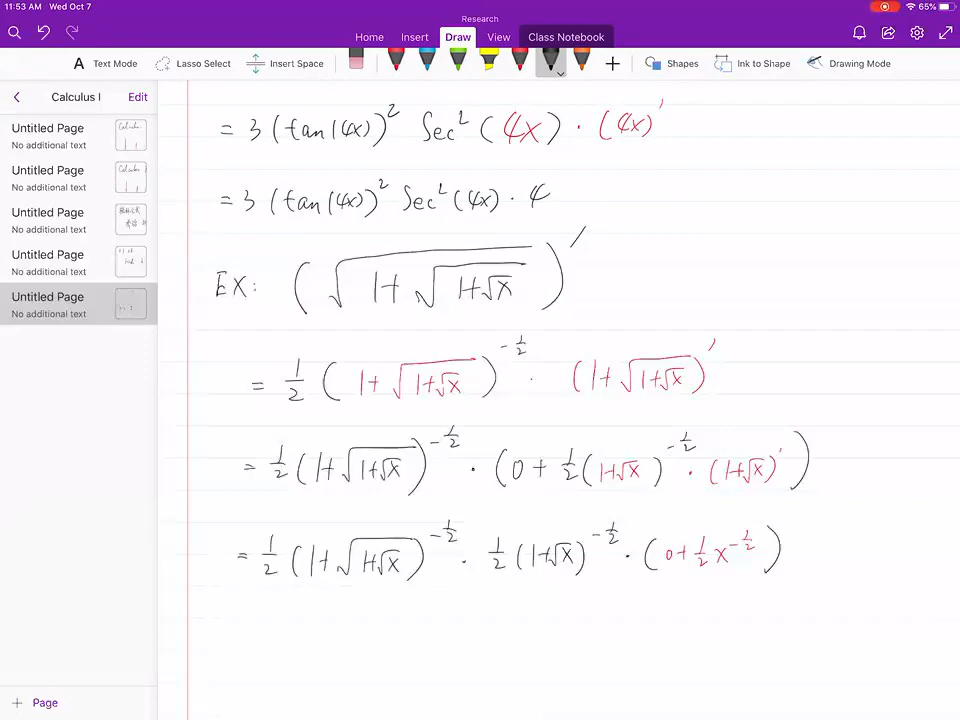 11:53 AM Wed Oct 7
65%
Research
Home Insert Draw View Class Notebook
Text Mode Lasso Select Insert Space Shapes Ink to Shape Drawing Mode
Calculus I Edit
Untitled Page
No additional text
Untitled Page
No additional text
Untitled Page
No additional text
Untitled Page
No additional text
Untitled Page
No additional text
Page
= 3 (tan(4x))² Sec² (4x) · (4x)'
= 3 (tan(4x))² Sec² (4x) · 4
EX: (√(1+√(1+√x)))'
= 1/2 (1+√(1+√x))^(-1/2) · (1+√(1+√x))'
= 1/2 (1+√(1+√x))^(-1/2) · (0 + 1/2 (1+√x)^(-1/2) · (1+√x)')
= 1/2 (1+√(1+√x))^(-1/2) · 1/2 (1+√x)^(-1/2) · (0 + 1/2 x^(-1/2))